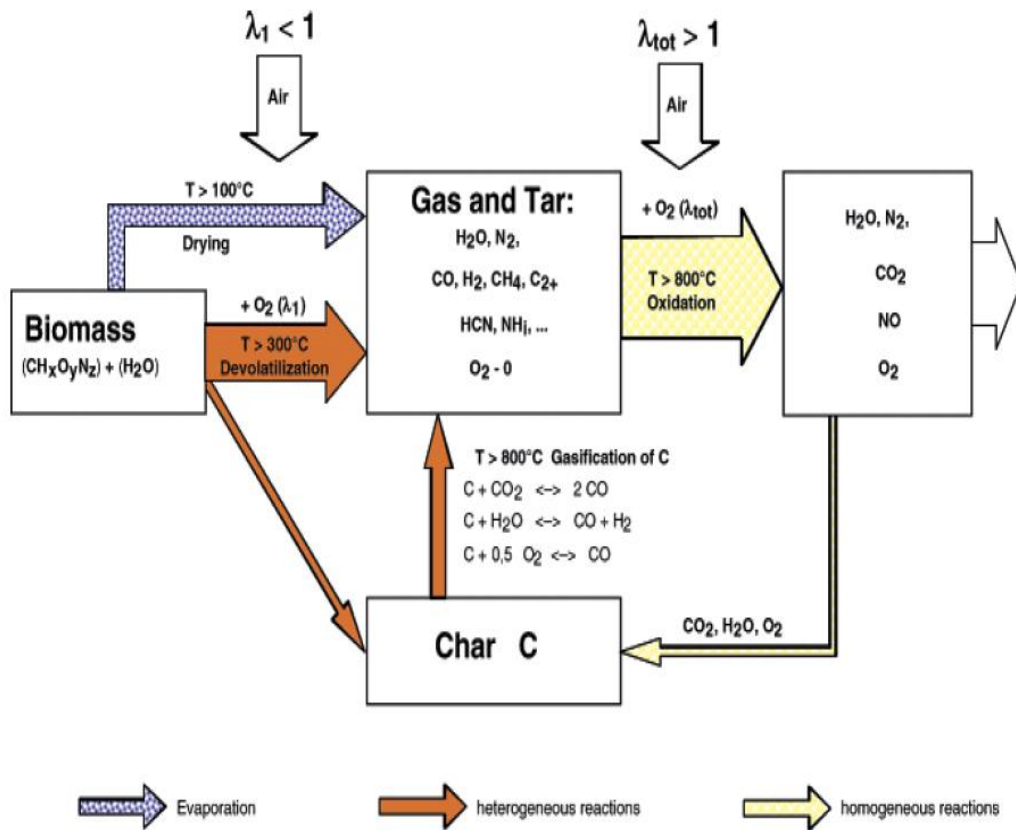 λ1 < 1
Air
λtot > 1
Air
T > 100°C
Drying
Biomass
(CHxOyNz) + (H2O)
+ O2 (λ1)
T > 300°C
Devolatilization
Gas and Tar:
H2O, N2,
CO, H2, CH4, C2+
HCN, NHi, ...
O2 - 0
+ O2 (λtot)
T > 800°C
Oxidation
H2O, N2,
CO2
NO
O2
T > 800°C Gasification of C
C + CO2 <-> 2 CO
C + H2O <-> CO + H2
C + 0,5 O2 <-> CO
Char C
CO2, H2O, O2
Evaporation
heterogeneous reactions
homogeneous reactions